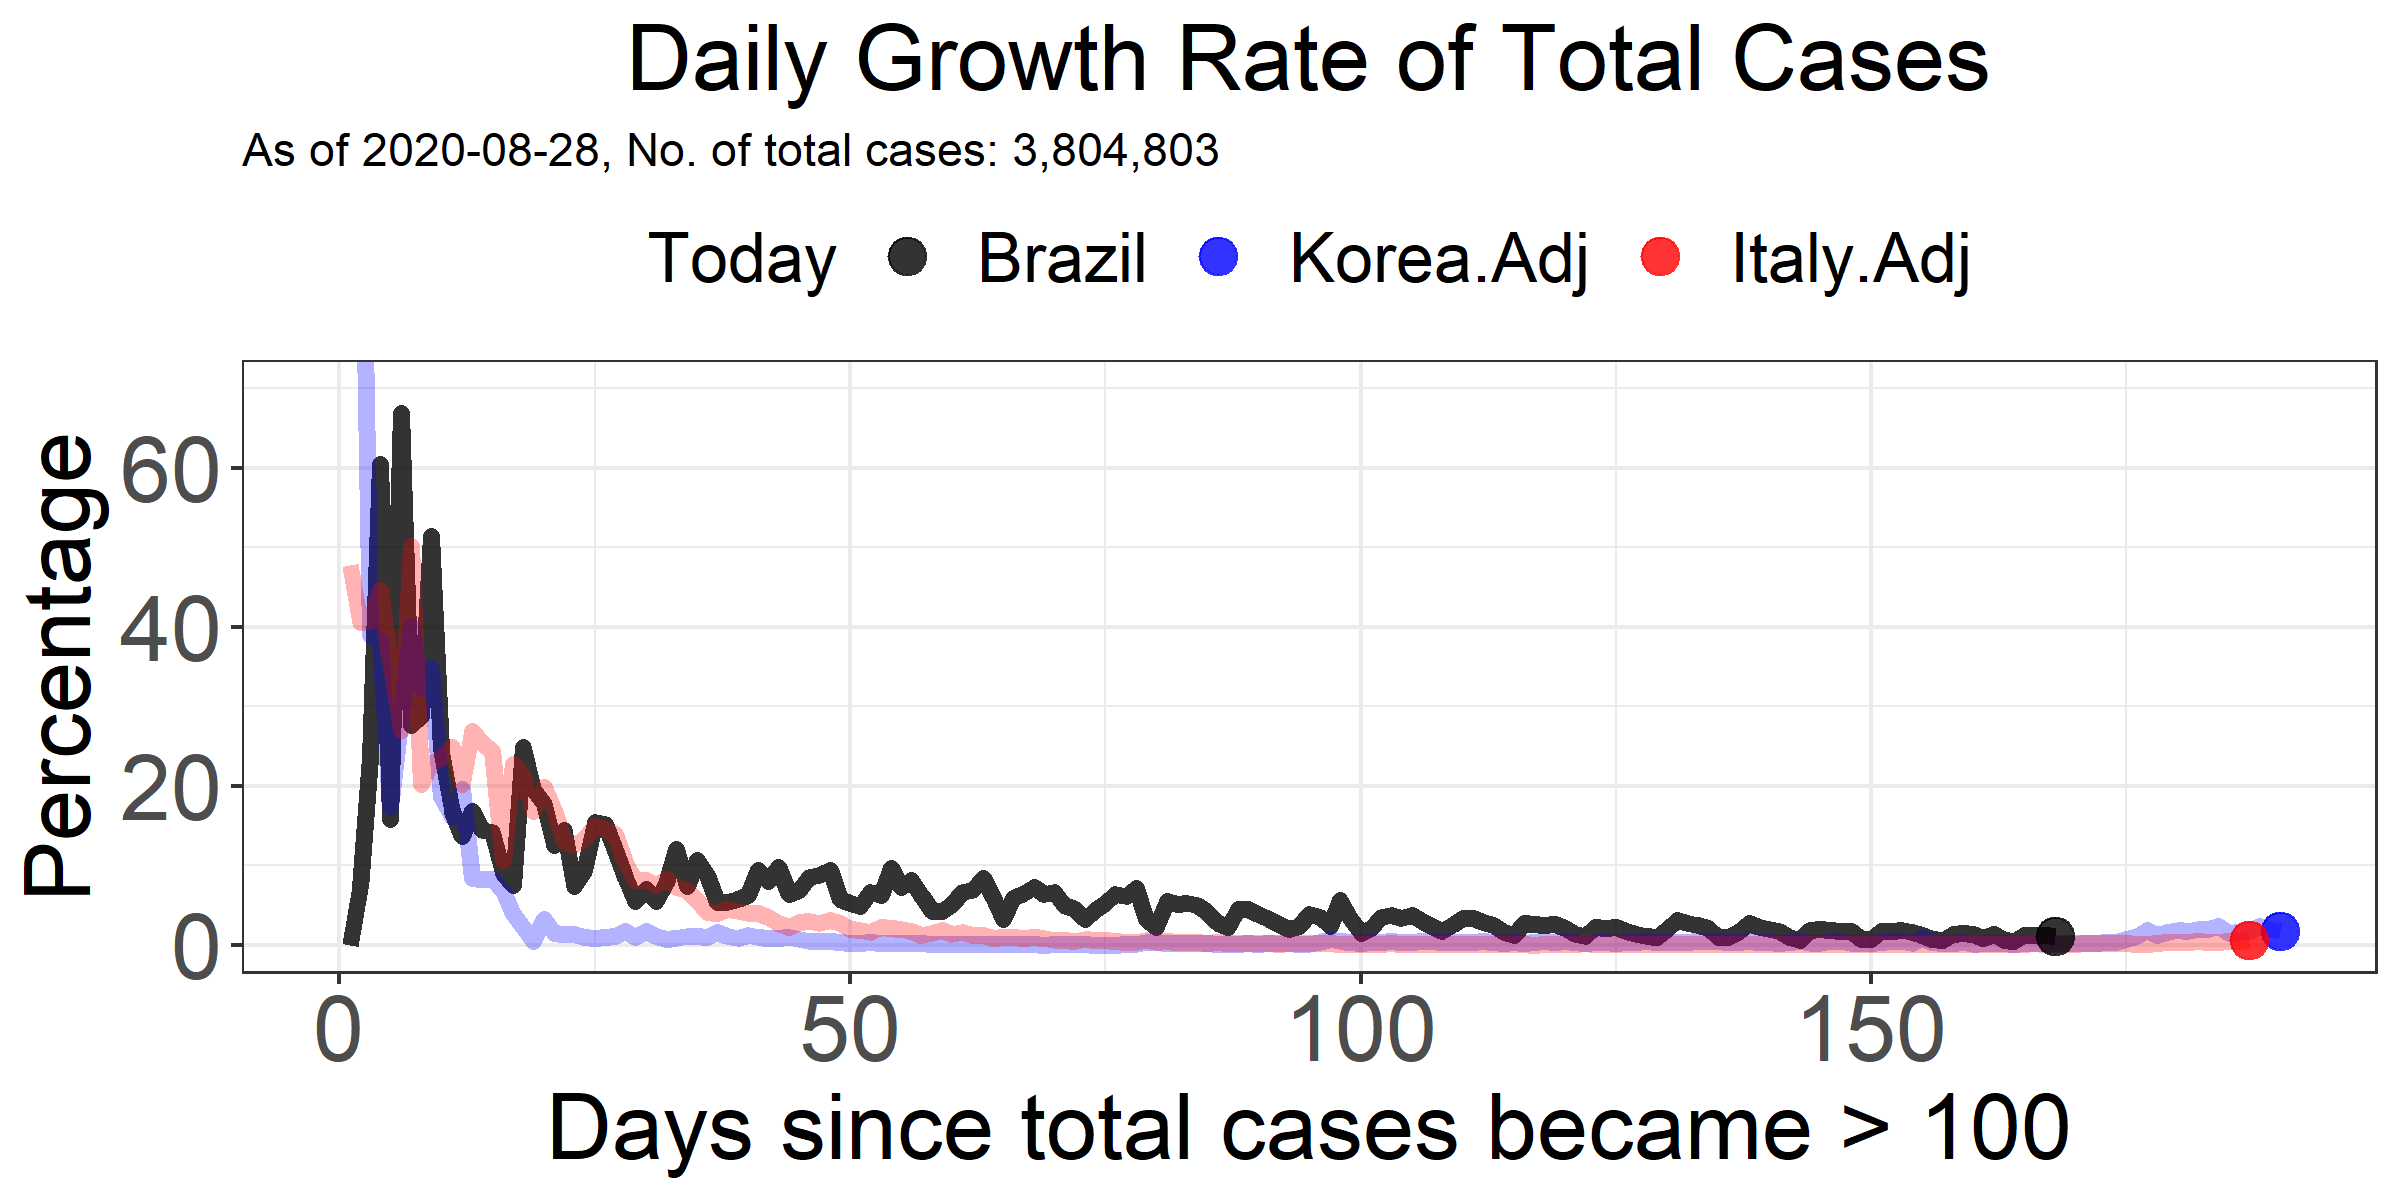 Daily Growth Rate of Total Cases
As of 2020-08-28, No. of total cases: 3,804,803
Today Brazil Korea.Adj Italy.Adj
Percentage
60
40
20
0
0 50 100 150
Days since total cases became > 100